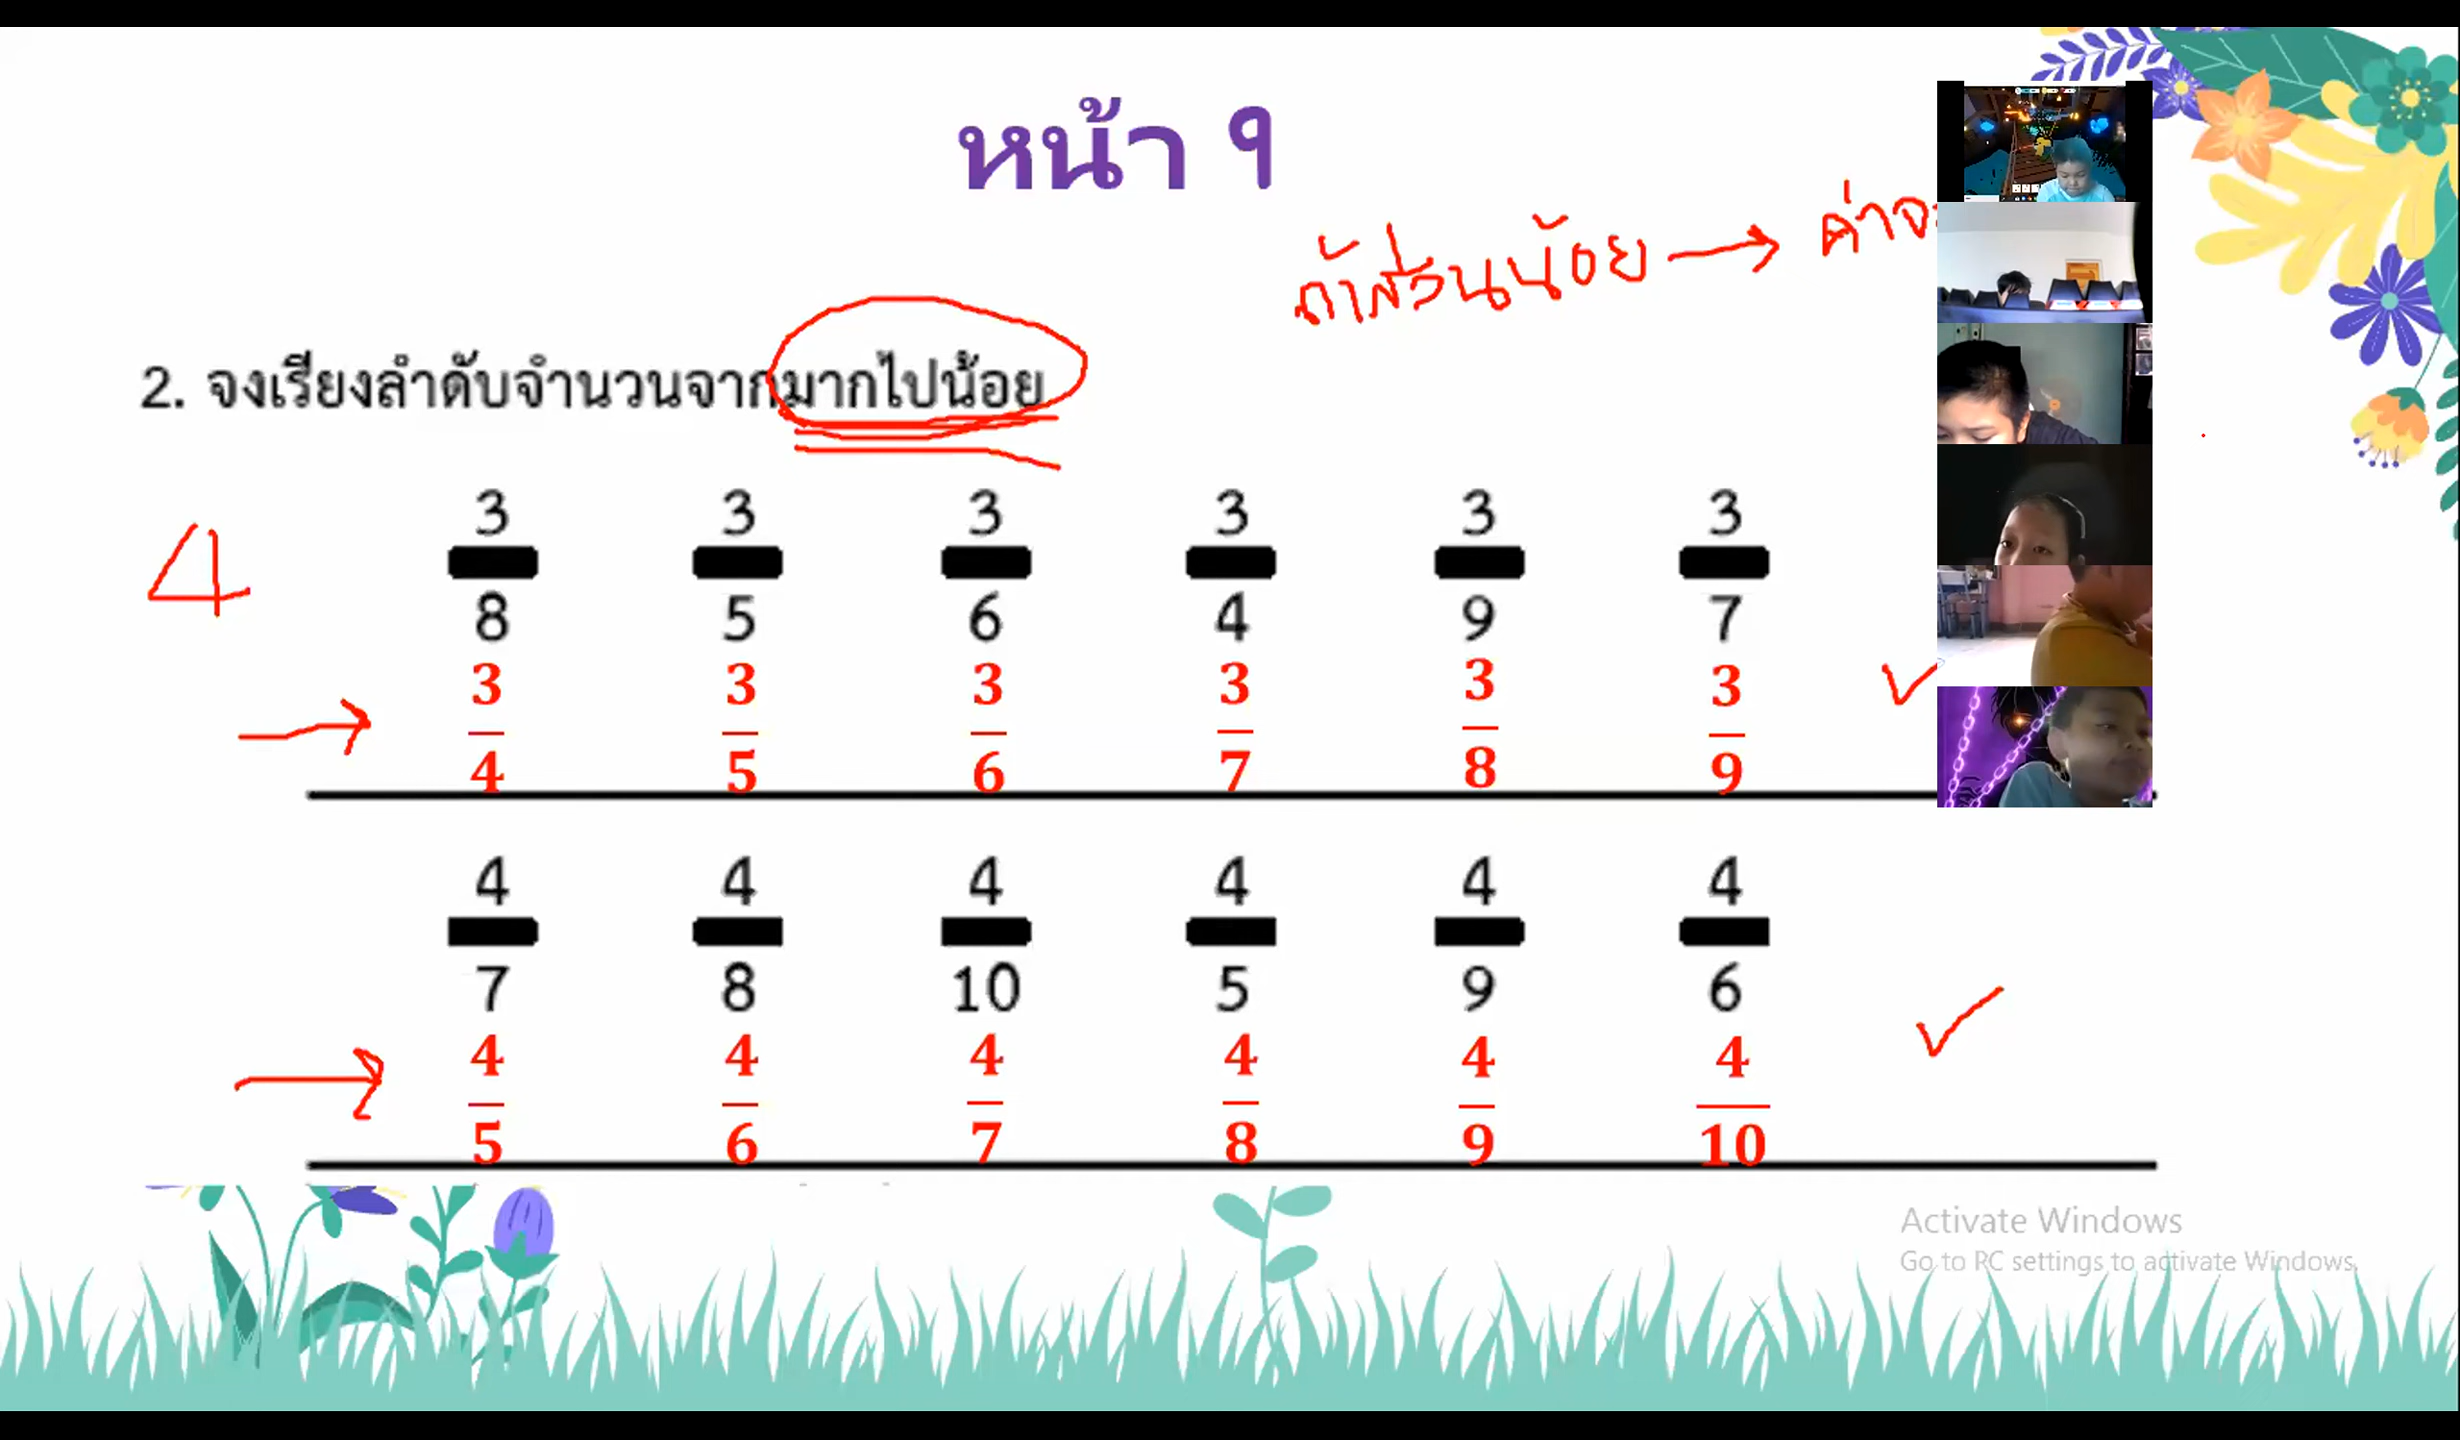 หน้า 9
ถ้าส่วนน้อย → ค่าจะ
2. จงเรียงลำดับจำนวนจากมากไปน้อย
4
3/8 3/5 3/6 3/4 3/9 3/7
3/4 3/5 3/6 3/7 3/8 3/9
4/7 4/8 4/10 4/5 4/9 4/6
4/5 4/6 4/7 4/8 4/9 4/10
Activate Windows
Go to PC settings to activate Windows.